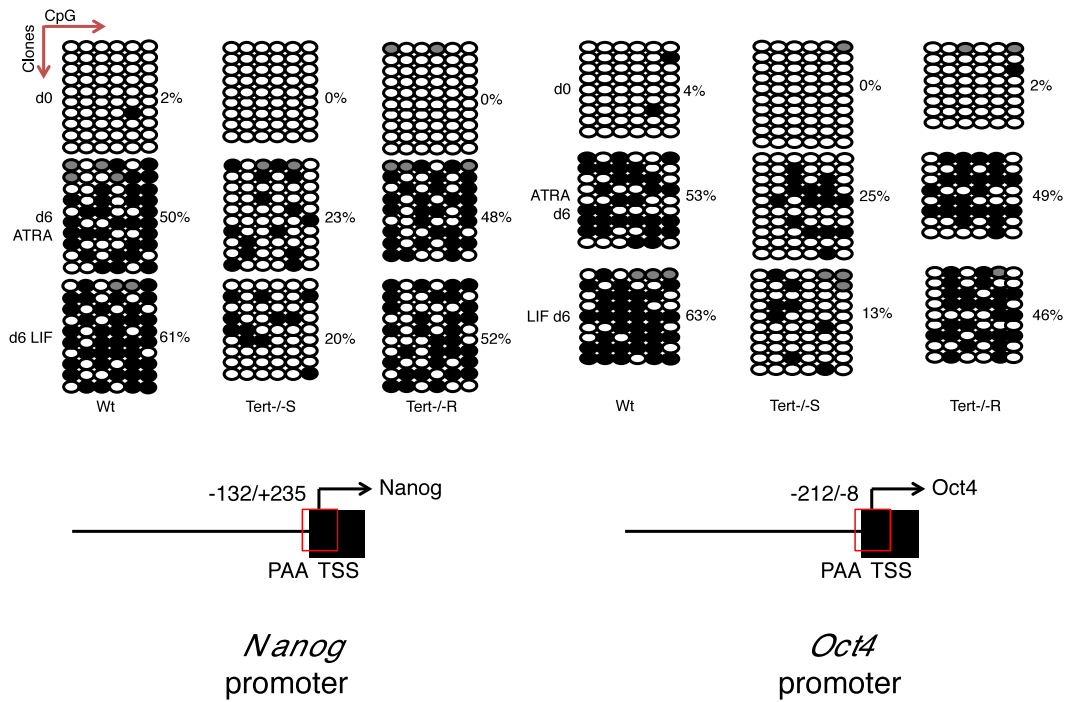 CpG
Clones
d0
2%
0%
0%
d0
4%
0%
2%
d6
ATRA
50%
23%
48%
ATRA
d6
53%
25%
49%
d6 LIF
61%
20%
52%
LIF d6
63%
13%
46%
Wt
Tert-/-S
Tert-/-R
Wt
Tert-/-S
Tert-/-R
-132/+235
Nanog
-212/-8
Oct4
PAA TSS
PAA TSS
Nanog
promoter
Oct4
promoter